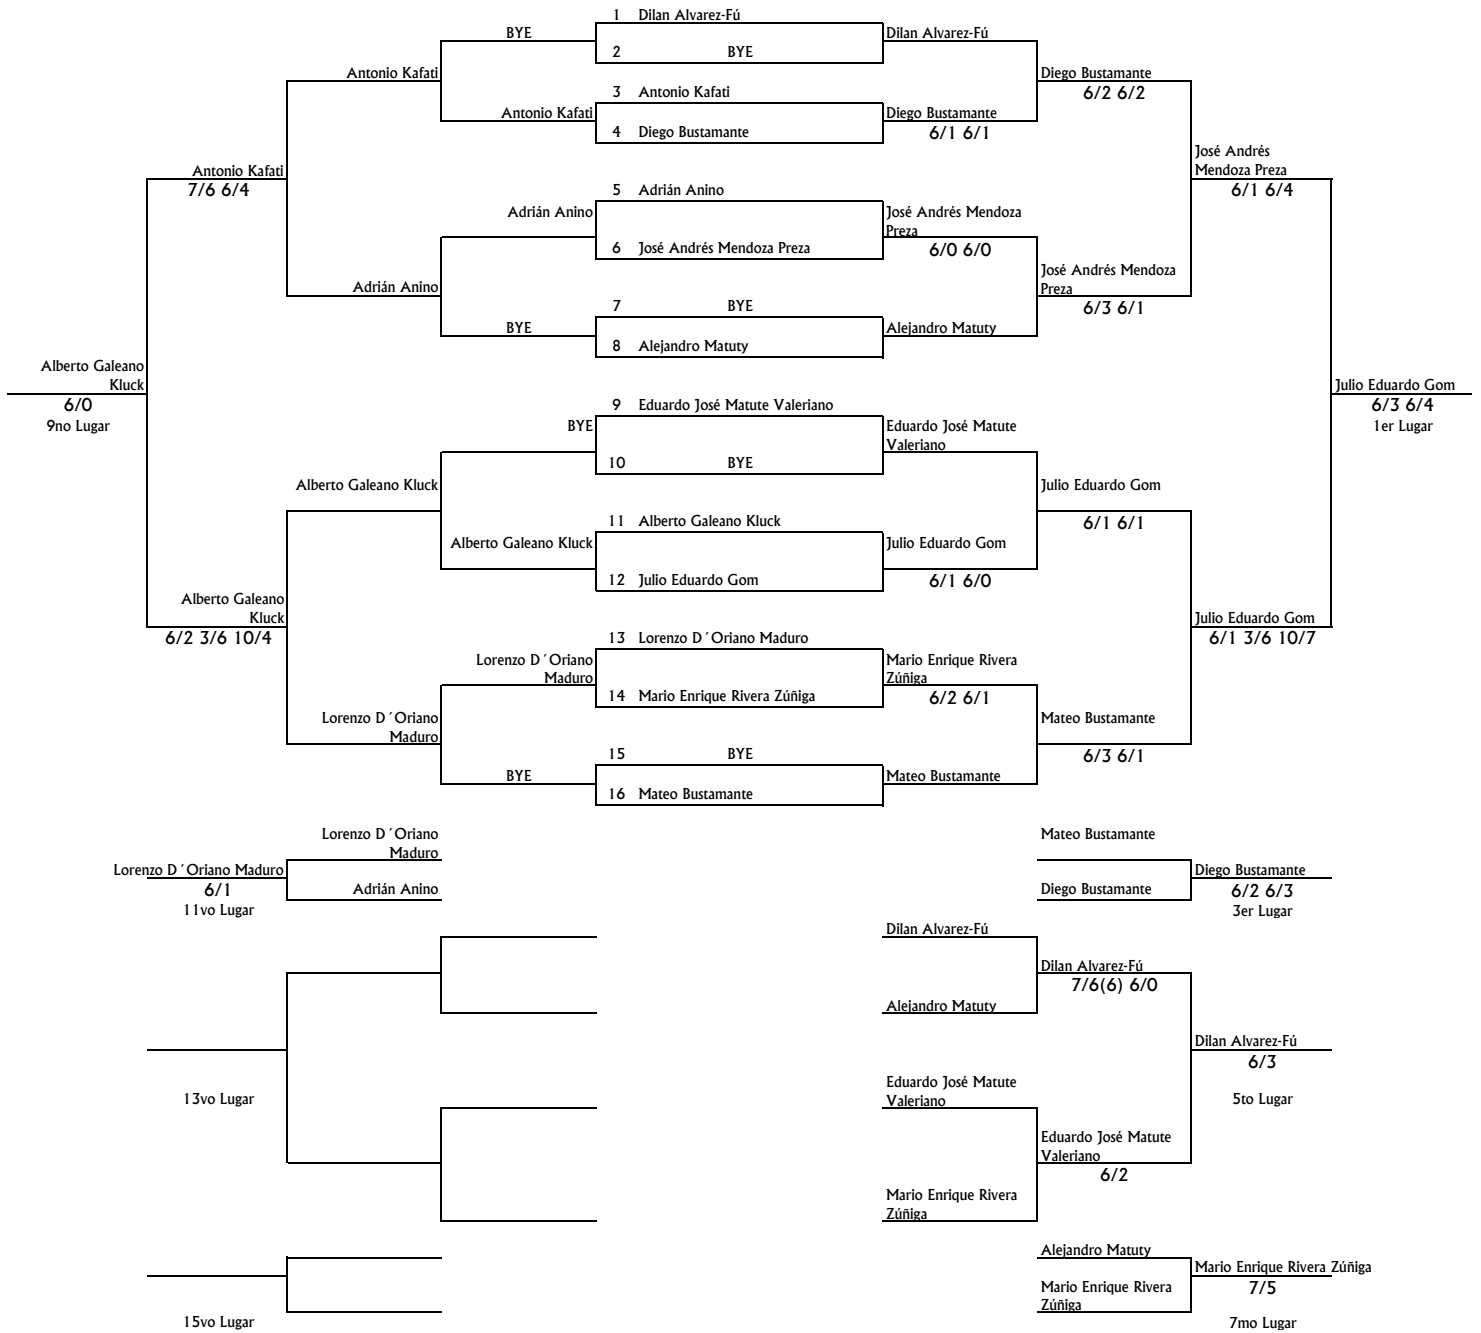 1 Dilan Alvarez-Fú
BYE
Dilan Alvarez-Fú
2 BYE
Antonio Kafati
Diego Bustamante
6/2 6/2
3 Antonio Kafati
Antonio Kafati
Diego Bustamante
6/1 6/1
4 Diego Bustamante
José Andrés
Mendoza Preza
6/1 6/4
Antonio Kafati
7/6 6/4
5 Adrián Anino
Adrián Anino
José Andrés Mendoza
Preza
6/0 6/0
6 José Andrés Mendoza Preza
José Andrés Mendoza
Preza
6/3 6/1
Adrián Anino
7 BYE
BYE
Alejandro Matuty
8 Alejandro Matuty
Alberto Galeano
Kluck
6/0
9no Lugar
Julio Eduardo Gom
6/3 6/4
1er Lugar
9 Eduardo José Matute Valeriano
BYE
Eduardo José Matute
Valeriano
10 BYE
Alberto Galeano Kluck
Julio Eduardo Gom
6/1 6/1
11 Alberto Galeano Kluck
Alberto Galeano Kluck
Julio Eduardo Gom
6/1 6/0
12 Julio Eduardo Gom
Alberto Galeano
Kluck
6/2 3/6 10/4
Julio Eduardo Gom
6/1 3/6 10/7
13 Lorenzo D´Oriano Maduro
Lorenzo D´Oriano
Maduro
Mario Enrique Rivera
Zúñiga
6/2 6/1
14 Mario Enrique Rivera Zúñiga
Lorenzo D´Oriano
Maduro
Mateo Bustamante
6/3 6/1
15 BYE
BYE
Mateo Bustamante
16 Mateo Bustamante
Lorenzo D´Oriano
Maduro
Mateo Bustamante
Lorenzo D´Oriano Maduro
6/1
11vo Lugar
Adrián Anino
Diego Bustamante
Diego Bustamante
6/2 6/3
3er Lugar
Dilan Alvarez-Fú
Dilan Alvarez-Fú
7/6(6) 6/0
Alejandro Matuty
Dilan Alvarez-Fú
6/3
13vo Lugar
5to Lugar
Eduardo José Matute
Valeriano
Eduardo José Matute
Valeriano
6/2
Mario Enrique Rivera
Zúñiga
Alejandro Matuty
Mario Enrique Rivera Zúñiga
7/5
Mario Enrique Rivera
Zúñiga
15vo Lugar
7mo Lugar